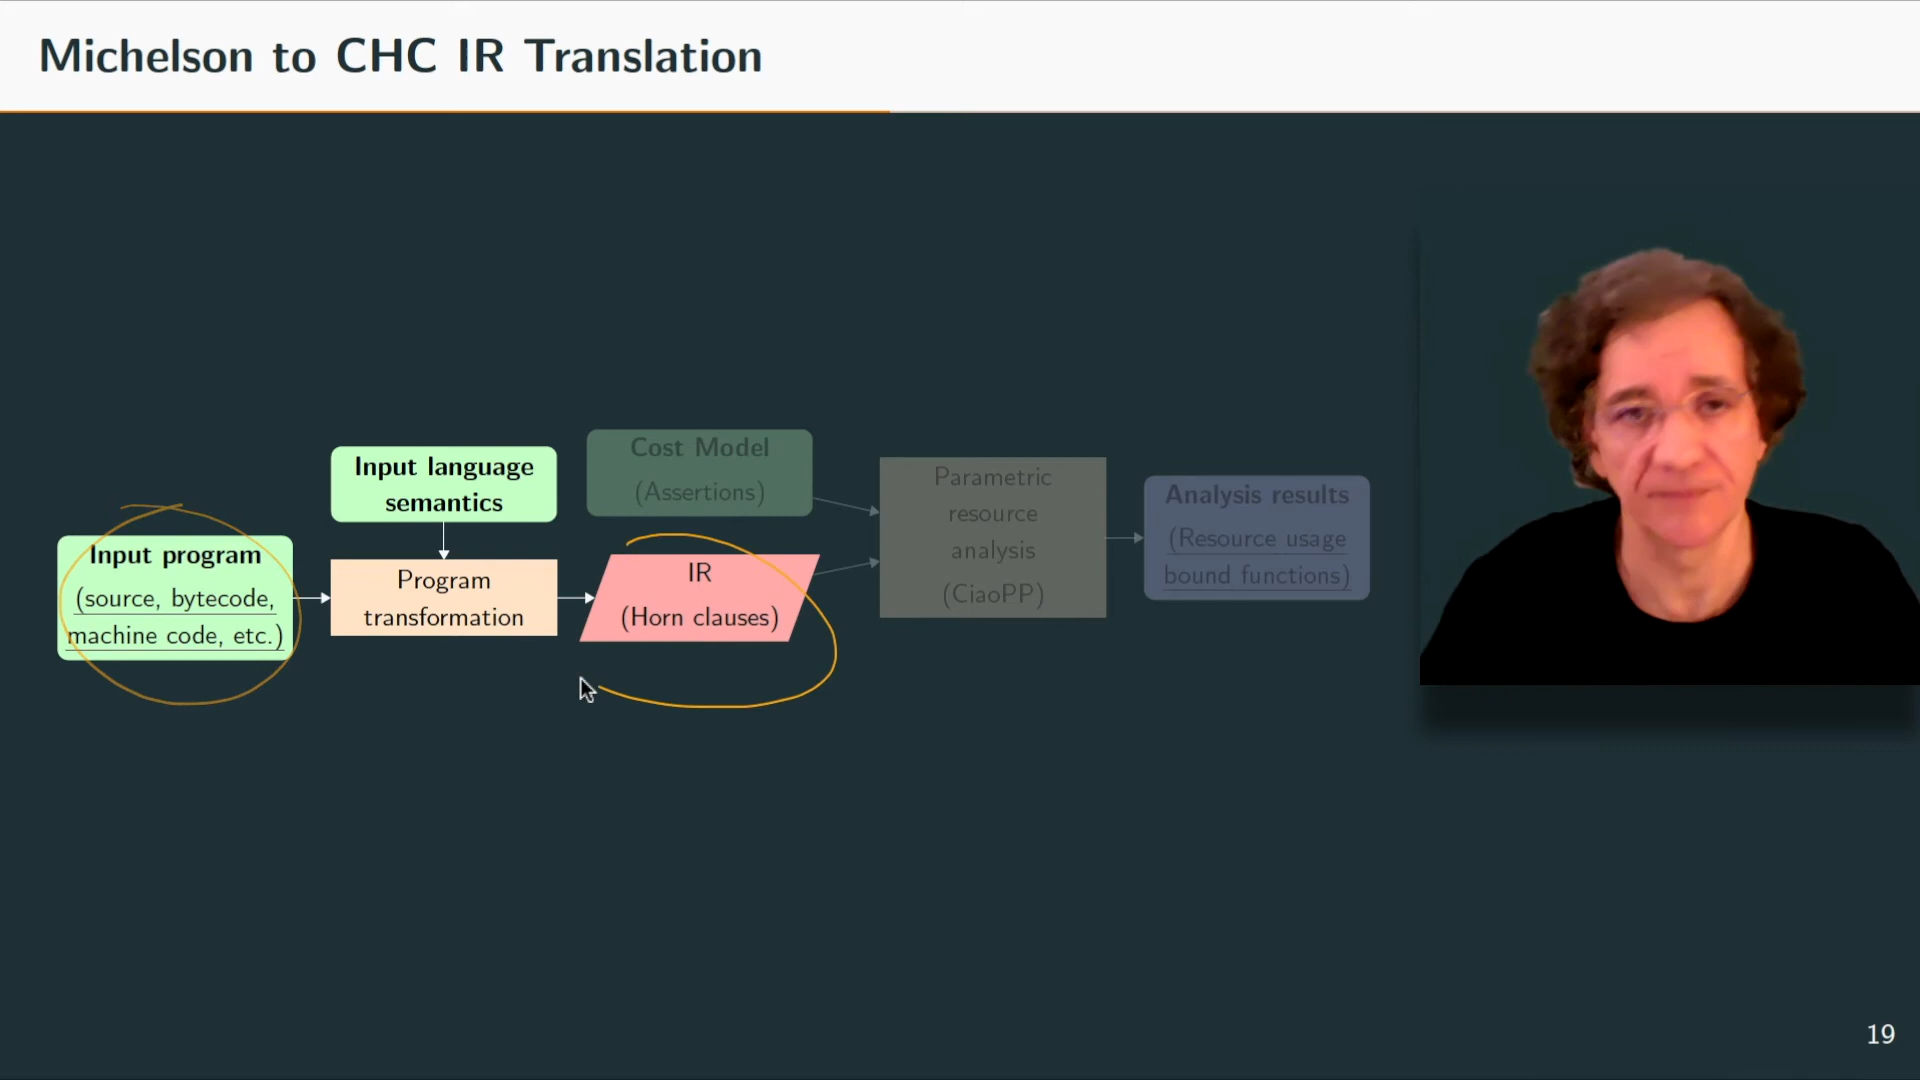 Michelson to CHC IR Translation
Input program
(source, bytecode,
machine code, etc.)
Input language
semantics
Program
transformation
Cost Model
(Assertions)
IR
(Horn clauses)
Parametric
resource
analysis
(CiaoPP)
Analysis results
(Resource usage
bound functions)
19